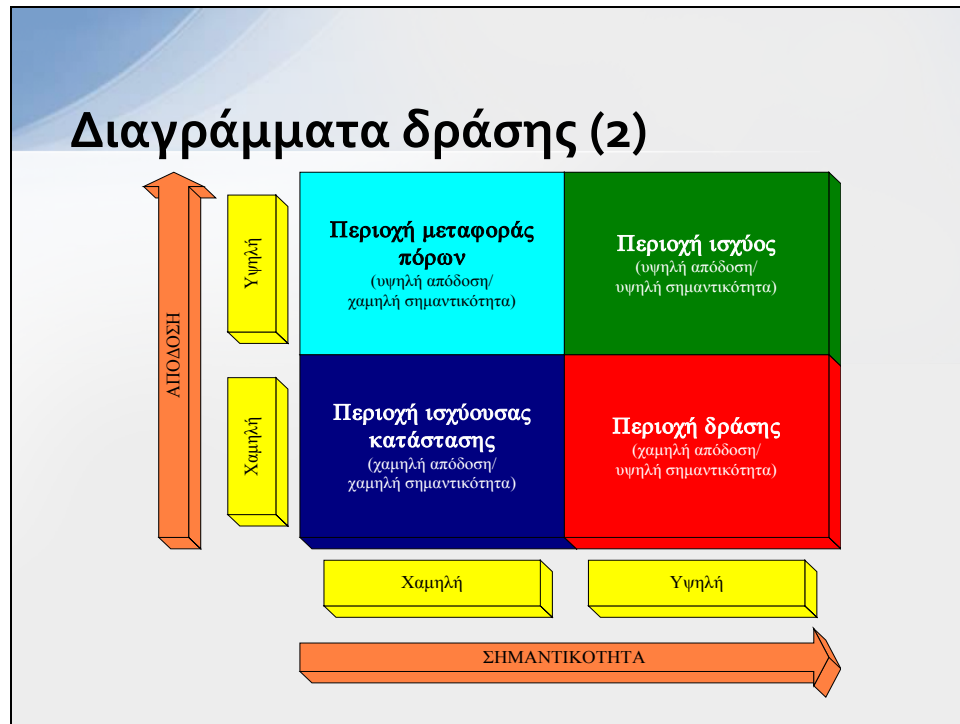 Διαγράμματα δράσης (2)
ΑΠΟΔΟΣΗ
Υψηλή
Περιοχή μεταφοράς
πόρων
(υψηλή απόδοση/
χαμηλή σημαντικότητα)
Περιοχή ισχύος
(υψηλή απόδοση/
υψηλή σημαντικότητα)
Χαμηλή
Περιοχή ισχύουσας
κατάστασης
(χαμηλή απόδοση/
χαμηλή σημαντικότητα)
Περιοχή δράσης
(χαμηλή απόδοση/
υψηλή σημαντικότητα)
Χαμηλή
Υψηλή
ΣΗΜΑΝΤΙΚΟΤΗΤΑ